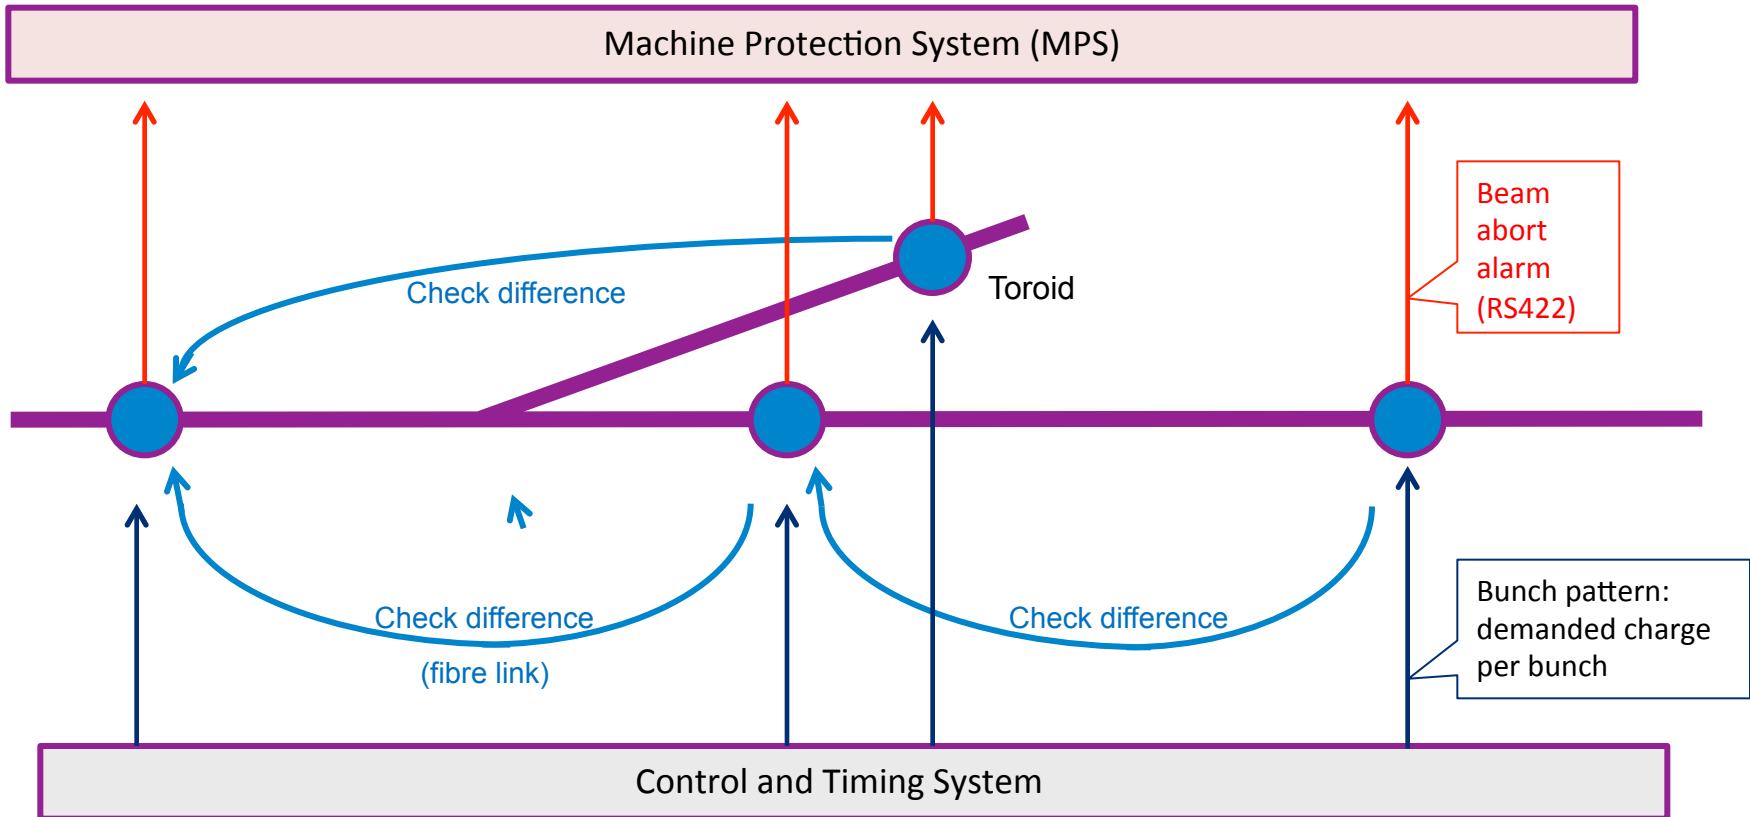 Machine Protection System (MPS)
Beam
abort
alarm
(RS422)
Check difference
Toroid
Check difference
(fibre link)
Check difference
Bunch pattern:
demanded charge
per bunch
Control and Timing System